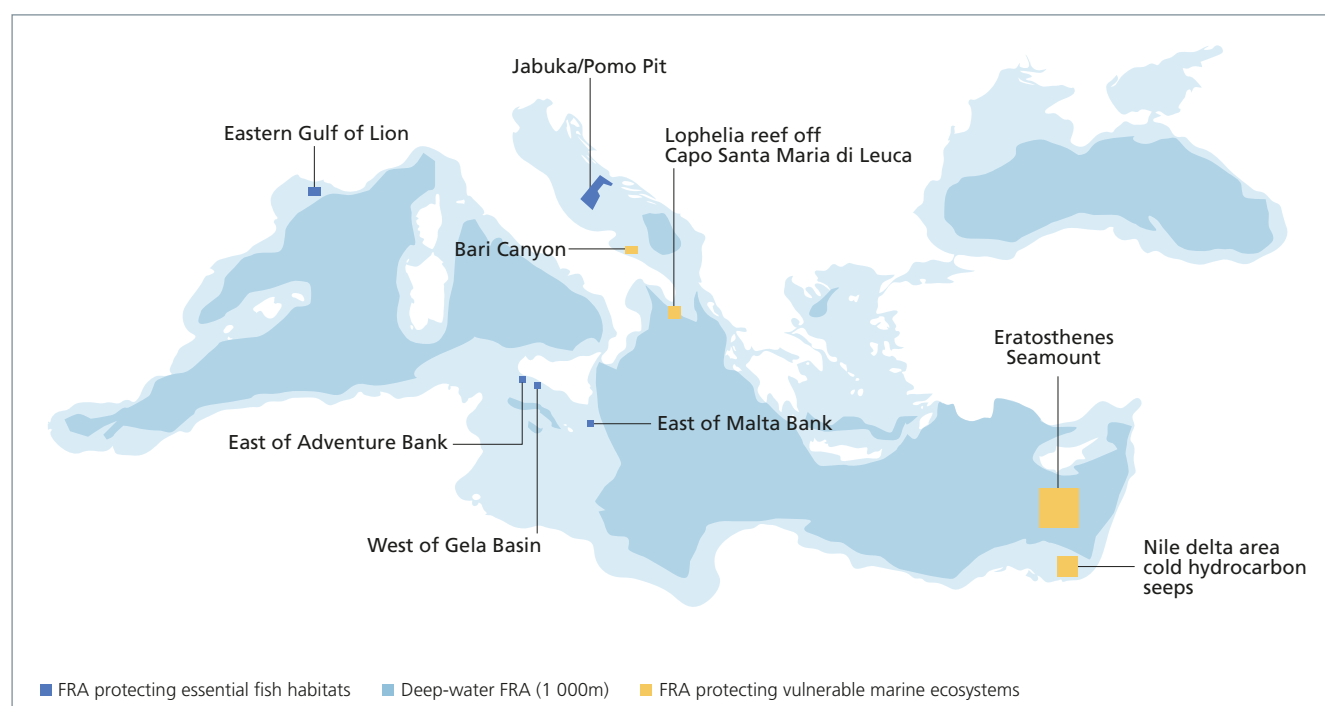 Jabuka/Pomo Pit
Eastern Gulf of Lion
Lophelia reef off
Capo Santa Maria di Leuca
Bari Canyon
Eratosthenes
Seamount
East of Malta Bank
East of Adventure Bank
West of Gela Basin
Nile delta area
cold hydrocarbon
seeps
FRA protecting essential fish habitats
Deep-water FRA (1 000m)
FRA protecting vulnerable marine ecosystems